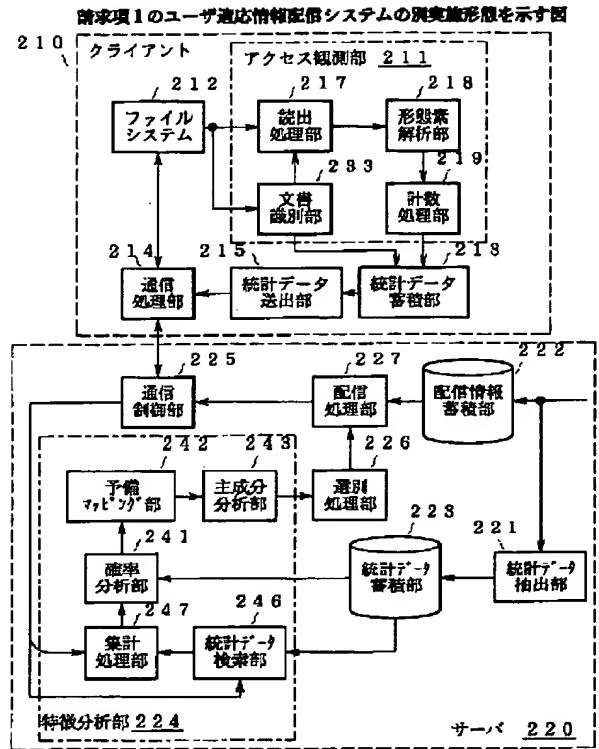 請求項１のユーザ適応情報配信システムの別実施形態を示す図
２１０
クライアント
アクセス観測部 ２１１
２１２
ファイル
システム
２１７
読出
処理部
２１８
形態素
解析部
２３３
文書
識別部
２１９
計数
処理部
２１４
通信
処理部
２１５
統計データ
送出部
２１３
統計データ
蓄積部
２２５
通信
制御部
２２７
配信
処理部
２２２
配信情報
蓄積部
２４２
予備
マッピング部
２４３
主成分
分析部
２２６
選別
処理部
２４１
確率
分析部
２２３
統計データ
蓄積部
２２１
統計データ
抽出部
２４７
集計
処理部
２４６
統計データ
検索部
特徴分析部 ２２４
サーバ ２２０